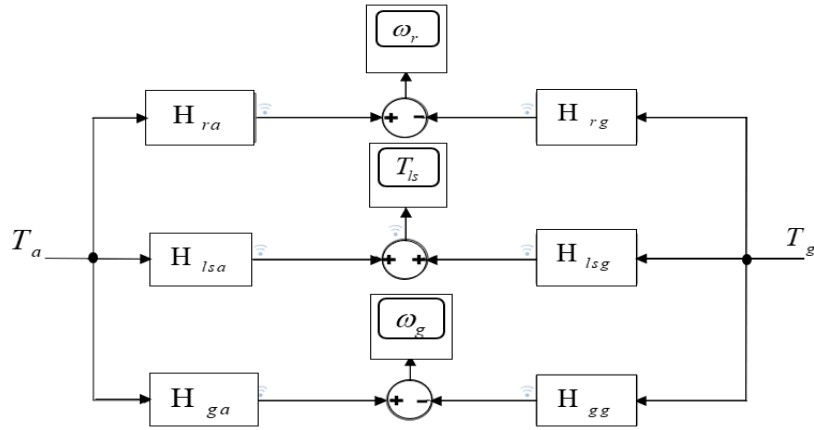 ω_r
H_ra + - H_rg
T_ls
T_a H_lsa + + H_lsg T_g
ω_g
H_ga + - H_gg